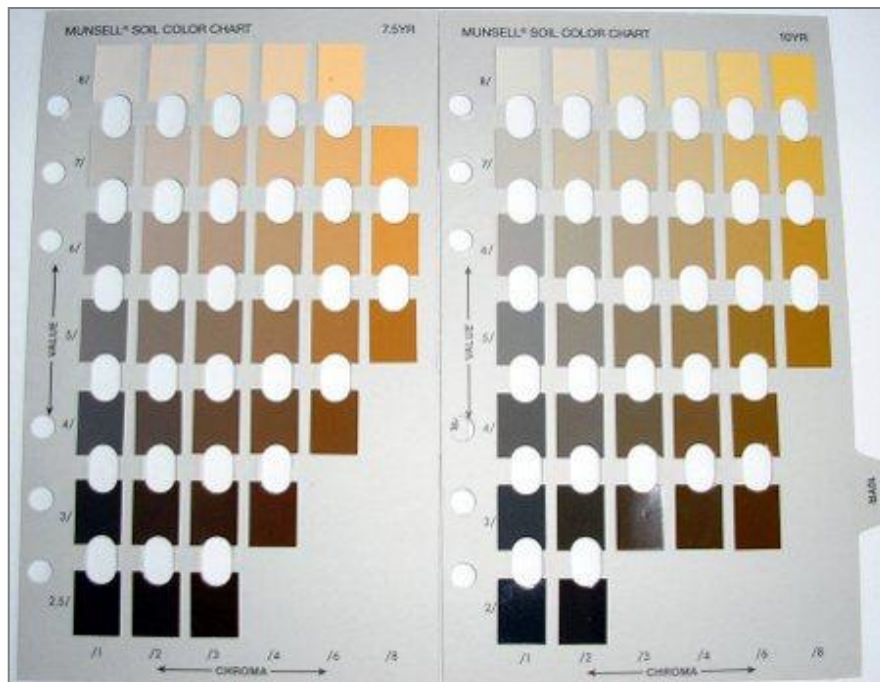 MUNSELL® SOIL COLOR CHART 7.5YR
8/
7/
6/
5/
4/
3/
2.5/
VALUE
/1 /2 /3 /4 /6 /8
CHROMA
MUNSELL® SOIL COLOR CHART 10YR
8/
7/
6/
5/
4/
3/
2/
VALUE
/1 /2 /3 /4 /6 /8
CHROMA
10YR